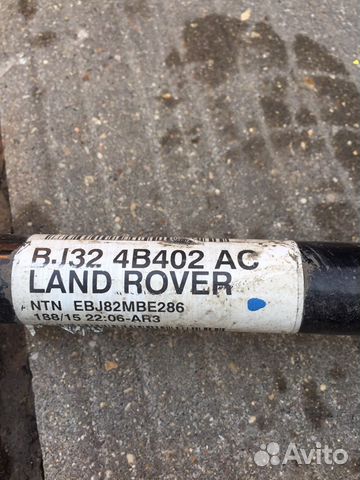 BJ32 4B402 AC
LAND ROVER
NTN EBJ82MBE286
188/15 22:06-AR3
Avito